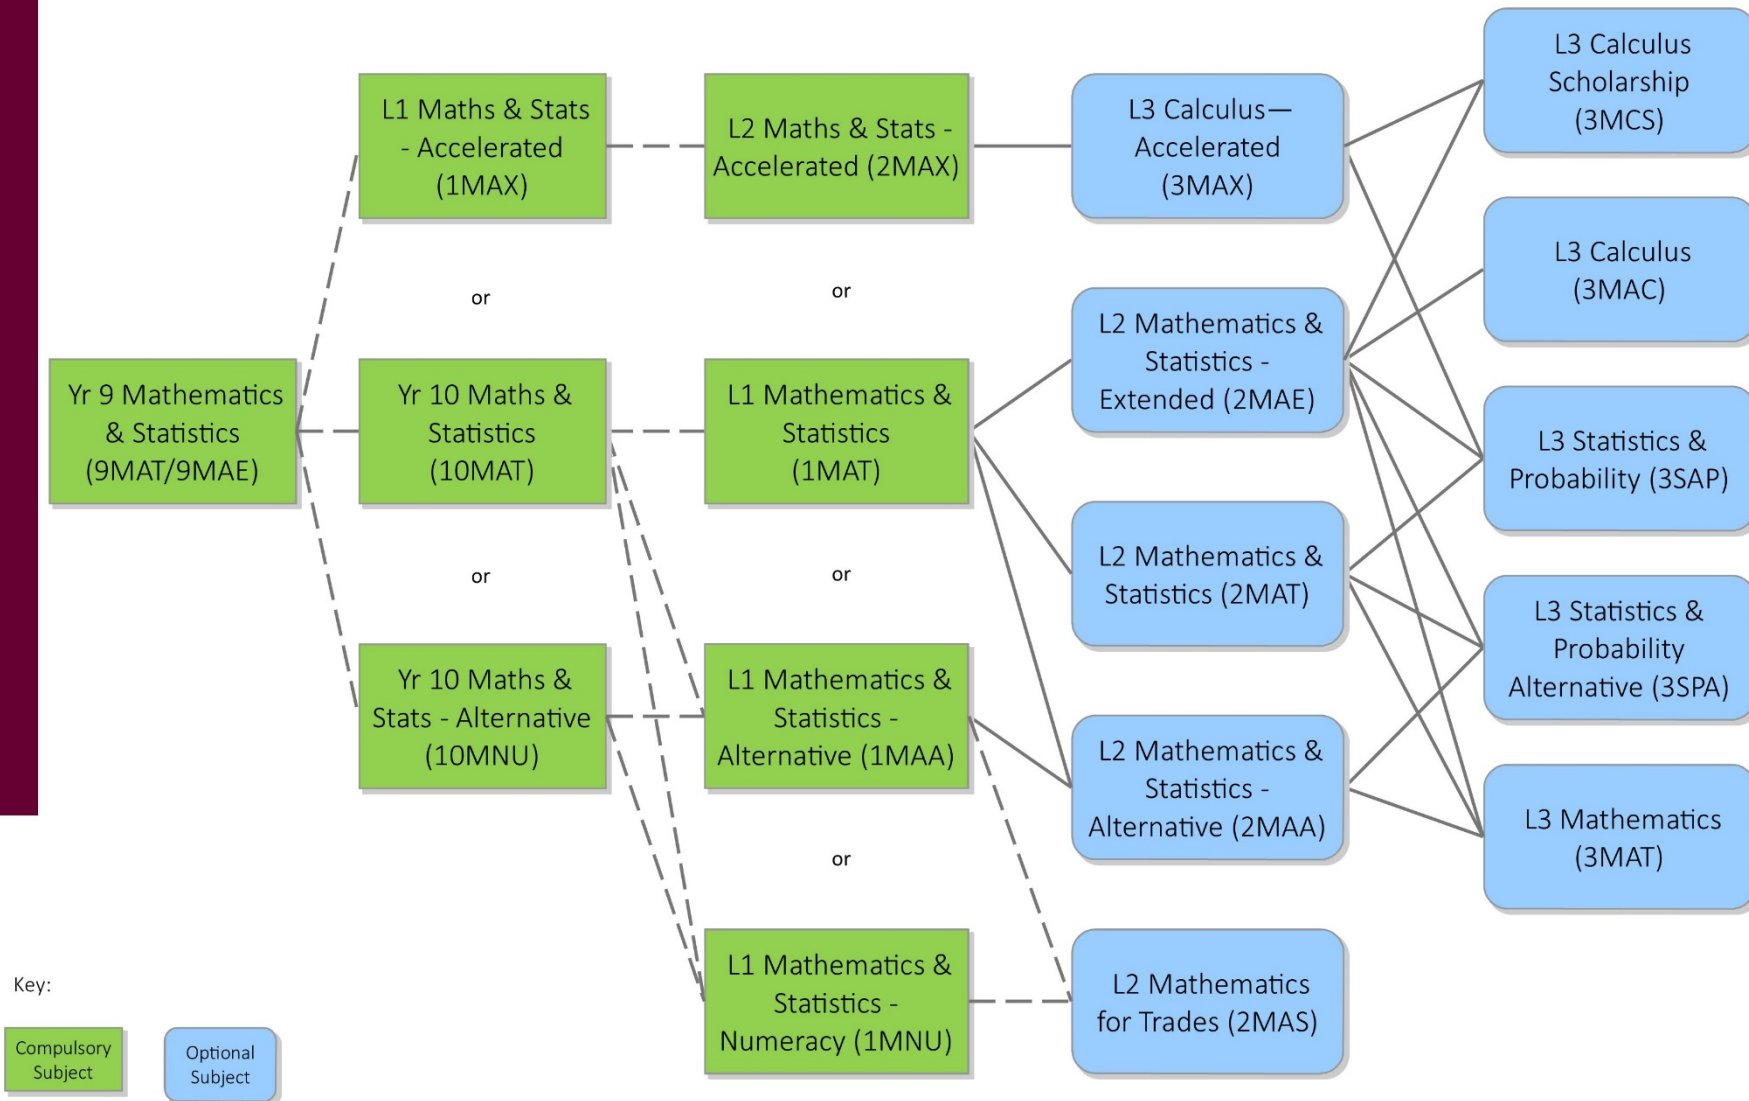 L1 Maths & Stats
- Accelerated
(1MAX)
L2 Maths & Stats -
Accelerated (2MAX)
L3 Calculus—
Accelerated
(3MAX)
L3 Calculus
Scholarship
(3MCS)
or
or
L3 Calculus
(3MAC)
Yr 9 Mathematics
& Statistics
(9MAT/9MAE)
Yr 10 Maths &
Statistics
(10MAT)
L1 Mathematics &
Statistics
(1MAT)
L2 Mathematics &
Statistics -
Extended (2MAE)
L3 Statistics &
Probability (3SAP)
or
or
L2 Mathematics &
Statistics (2MAT)
L3 Statistics &
Probability
Alternative (3SPA)
Yr 10 Maths &
Stats - Alternative
(10MNU)
L1 Mathematics &
Statistics -
Alternative (1MAA)
L2 Mathematics &
Statistics -
Alternative (2MAA)
L3 Mathematics
(3MAT)
or
L1 Mathematics &
Statistics -
Numeracy (1MNU)
L2 Mathematics
for Trades (2MAS)
Key:
Compulsory
Subject
Optional
Subject